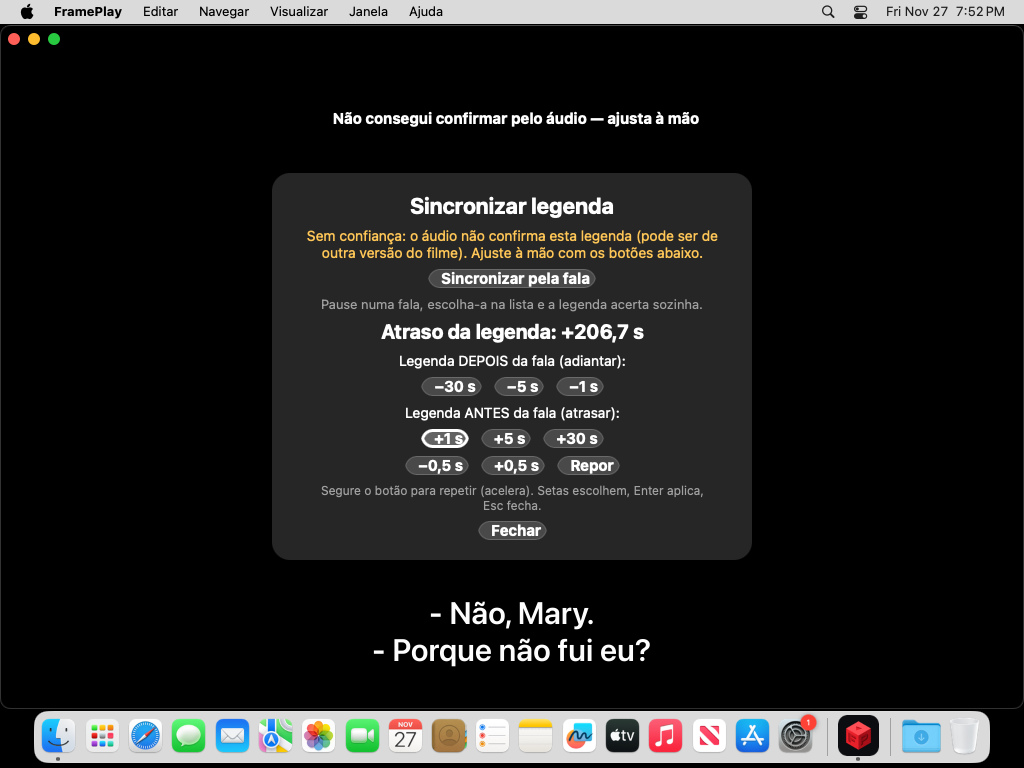 FramePlay Editar Navegar Visualizar Janela Ajuda Fri Nov 27 7:52 PM
Não consegui confirmar pelo áudio — ajusta à mão
Sincronizar legenda
Sem confiança: o áudio não confirma esta legenda (pode ser de
outra versão do filme). Ajuste à mão com os botões abaixo.
Sincronizar pela fala
Pause numa fala, escolha-a na lista e a legenda acerta sozinha.
Atraso da legenda: +206,7 s
Legenda DEPOIS da fala (adiantar):
−30 s −5 s −1 s
Legenda ANTES da fala (atrasar):
+1 s +5 s +30 s
−0,5 s +0,5 s Repor
Segure o botão para repetir (acelera). Setas escolhem, Enter aplica,
Esc fecha.
Fechar
- Não, Mary.
- Porque não fui eu?
NOV
27
tv
1